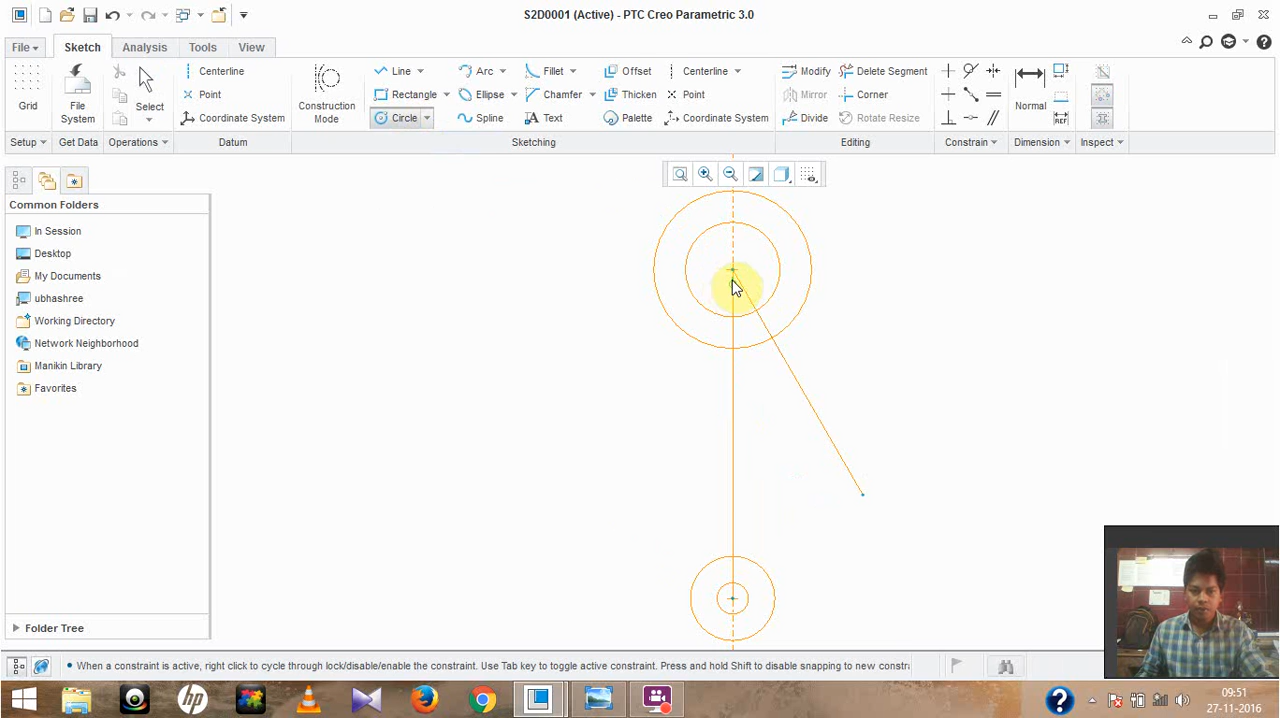 S2D0001 (Active) - PTC Creo Parametric 3.0
File Sketch Analysis Tools View
Centerline Line Arc Fillet Offset Centerline Modify Delete Segment
Point Rectangle Ellipse Chamfer Thicken Point Mirror Corner
Coordinate System Circle Spline Text Palette Coordinate System Divide Rotate Resize
Grid File System Select Construction Mode Normal
Setup Get Data Operations Datum Sketching Editing Constrain Dimension Inspect
Common Folders
In Session
Desktop
My Documents
ubhashree
Working Directory
Network Neighborhood
Manikin Library
Favorites
Folder Tree
When a constraint is active, right click to cycle through lock/disable/enable the constraint. Use Tab key to toggle active constraint. Press and hold Shift to disable snapping to new constra
REF
hp
09:51
27-11-2016